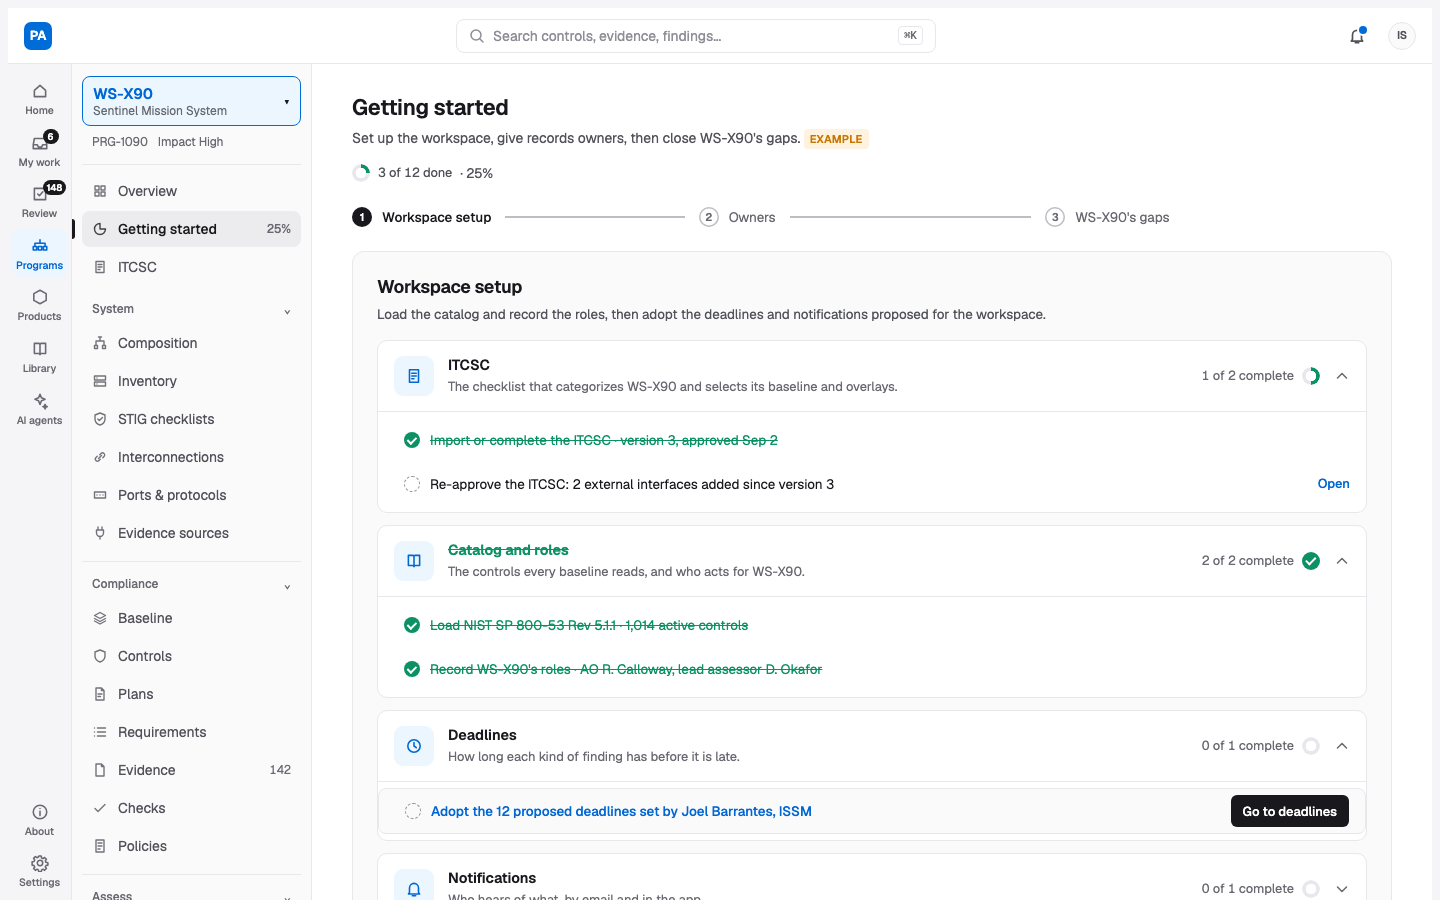 PA
Search controls, evidence, findings...
⌘K
IS
Home
6
My work
148
Review
Programs
Products
Library
AI agents
About
Settings
WS-X90
Sentinel Mission System
PRG-1090 Impact High
Overview
Getting started 25%
ITCSC
System
Composition
Inventory
STIG checklists
Interconnections
Ports & protocols
Evidence sources
Compliance
Baseline
Controls
Plans
Requirements
Evidence 142
Checks
Policies
Assess
Getting started
Set up the workspace, give records owners, then close WS-X90's gaps. EXAMPLE
3 of 12 done · 25%
1 Workspace setup 2 Owners 3 WS-X90's gaps
Workspace setup
Load the catalog and record the roles, then adopt the deadlines and notifications proposed for the workspace.
ITCSC
The checklist that categorizes WS-X90 and selects its baseline and overlays.
1 of 2 complete
Import or complete the ITCSC · version 3, approved Sep 2
Re-approve the ITCSC: 2 external interfaces added since version 3 Open
Catalog and roles
The controls every baseline reads, and who acts for WS-X90.
2 of 2 complete
Load NIST SP 800-53 Rev 5.1.1 · 1,014 active controls
Record WS-X90's roles · AO R. Calloway, lead assessor D. Okafor
Deadlines
How long each kind of finding has before it is late.
0 of 1 complete
Adopt the 12 proposed deadlines set by Joel Barrantes, ISSM Go to deadlines
Notifications
Who hears of what, by email and in the app.
0 of 1 complete